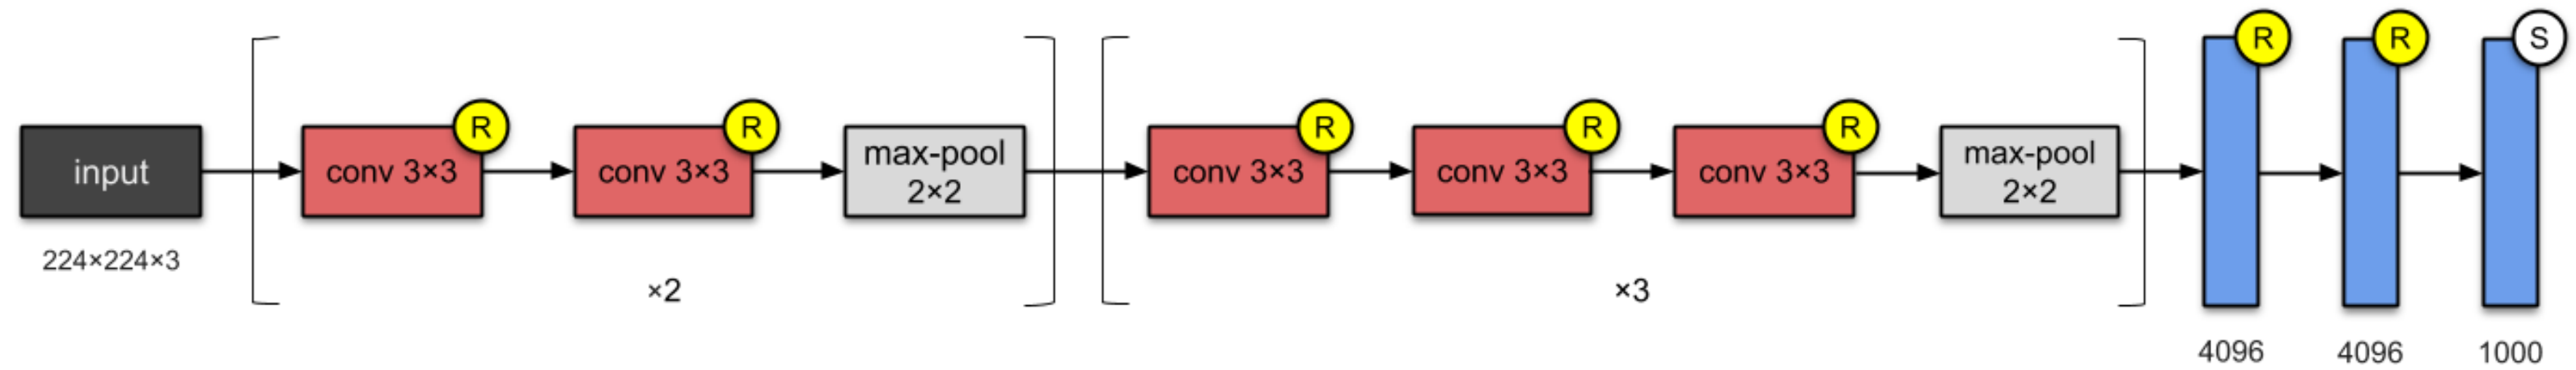 input
224×224×3
R
conv 3×3
R
conv 3×3
max-pool
2×2
×2
R
conv 3×3
R
conv 3×3
R
conv 3×3
max-pool
2×2
×3
R
4096
R
4096
S
1000